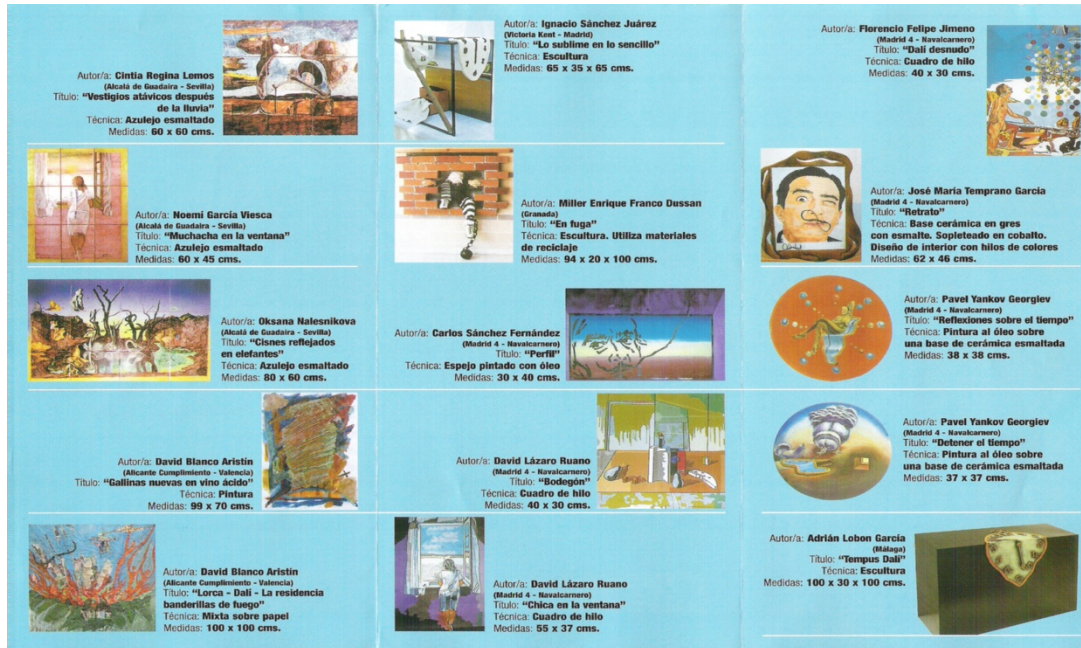 Autor/a: Cintia Regina Lemos
(Alcalá de Guadaira - Sevilla)
Título: “Vestigios atávicos después
de la lluvia”
Técnica: Azulejo esmaltado
Medidas: 60 x 60 cms.
Autor/a: Noemí García Viesca
(Alcalá de Guadaira - Sevilla)
Título: “Muchacha en la ventana”
Técnica: Azulejo esmaltado
Medidas: 60 x 45 cms.
Autor/a: Oksana Nalesnikova
(Alcalá de Guadaira - Sevilla)
Título: “Cisnes reflejados
en elefantes”
Técnica: Azulejo esmaltado
Medidas: 80 x 60 cms.
Autor/a: David Blanco Aristín
(Alicante Cumplimiento - Valencia)
Título: “Gallinas nuevas en vino ácido”
Técnica: Pintura
Medidas: 99 x 70 cms.
Autor/a: David Blanco Aristín
(Alicante Cumplimiento - Valencia)
Título: “Lorca - Dalí - La residencia
banderillas de fuego”
Técnica: Mixta sobre papel
Medidas: 100 x 100 cms.
Autor/a: Ignacio Sánchez Juárez
(Victoria Kent - Madrid)
Título: “Lo sublime en lo sencillo”
Técnica: Escultura
Medidas: 65 x 35 x 65 cms.
Autor/a: Miller Enrique Franco Dussan
(Granada)
Título: “En fuga”
Técnica: Escultura. Utiliza materiales
de reciclaje
Medidas: 94 x 20 x 100 cms.
Autor/a: Carlos Sánchez Fernández
(Madrid 4 - Navalcarnero)
Título: “Perfil”
Técnica: Espejo pintado con óleo
Medidas: 30 x 40 cms.
Autor/a: David Lázaro Ruano
(Madrid 4 - Navalcarnero)
Título: “Bodegón”
Técnica: Cuadro de hilo
Medidas: 40 x 30 cms.
Autor/a: David Lázaro Ruano
(Madrid 4 - Navalcarnero)
Título: “Chica en la ventana”
Técnica: Cuadro de hilo
Medidas: 55 x 37 cms.
Autor/a: Florencio Felipe Jimeno
(Madrid 4 - Navalcarnero)
Título: “Dalí desnudo”
Técnica: Cuadro de hilo
Medidas: 40 x 30 cms.
Autor/a: José María Temprano García
(Madrid 4 - Navalcarnero)
Título: “Retrato”
Técnica: Base cerámica en gres
con esmalte. Sopleteado en cobalto.
Diseño de interior con hilos de colores
Medidas: 62 x 46 cms.
Autor/a: Pavel Yankov Georgiev
(Madrid 4 - Navalcarnero)
Título: “Reflexiones sobre el tiempo”
Técnica: Pintura al óleo sobre
una base de cerámica esmaltada
Medidas: 38 x 38 cms.
Autor/a: Pavel Yankov Georgiev
(Madrid 4 - Navalcarnero)
Título: “Detener el tiempo”
Técnica: Pintura al óleo sobre
una base de cerámica esmaltada
Medidas: 37 x 37 cms.
Autor/a: Adrián Lobon García
(Málaga)
Título: “Tempus Dalí”
Técnica: Escultura
Medidas: 100 x 30 x 100 cms.